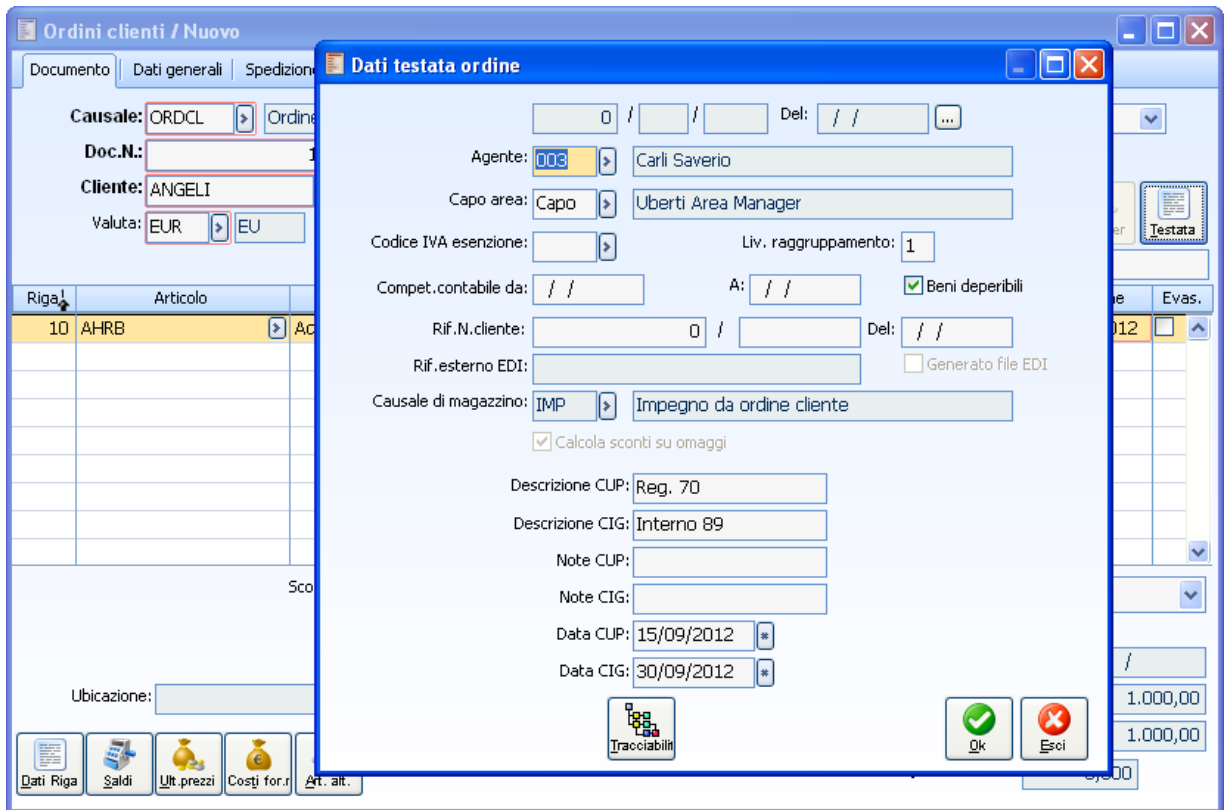 Ordini clienti / Nuovo
Documento Dati generali Spedizion
Causale: ORDCL Ordine
Doc.N.: 1
Cliente: ANGELI
Valuta: EUR EU
Testata
Riga Articolo Evas.
10 AHRB 012
Sco
Ubicazione:
/
1.000,00
1.000,00
Dati Riga Saldi Ult.prezzi Costi for.r Art. alt.
Dati testata ordine
0 / / Del: / / ...
Agente: 003 Carli Saverio
Capo area: Capo Uberti Area Manager
Codice IVA esenzione: Liv. raggruppamento: 1
Compet.contabile da: / / A: / / Beni deperibili
Rif.N.cliente: 0 / Del: / /
Rif.esterno EDI: Generato file EDI
Causale di magazzino: IMP Impegno da ordine cliente
Calcola sconti su omaggi
Descrizione CUP: Reg. 70
Descrizione CIG: Interno 89
Note CUP:
Note CIG:
Data CUP: 15/09/2012
Data CIG: 30/09/2012
Tracciabilit
Ok Esci